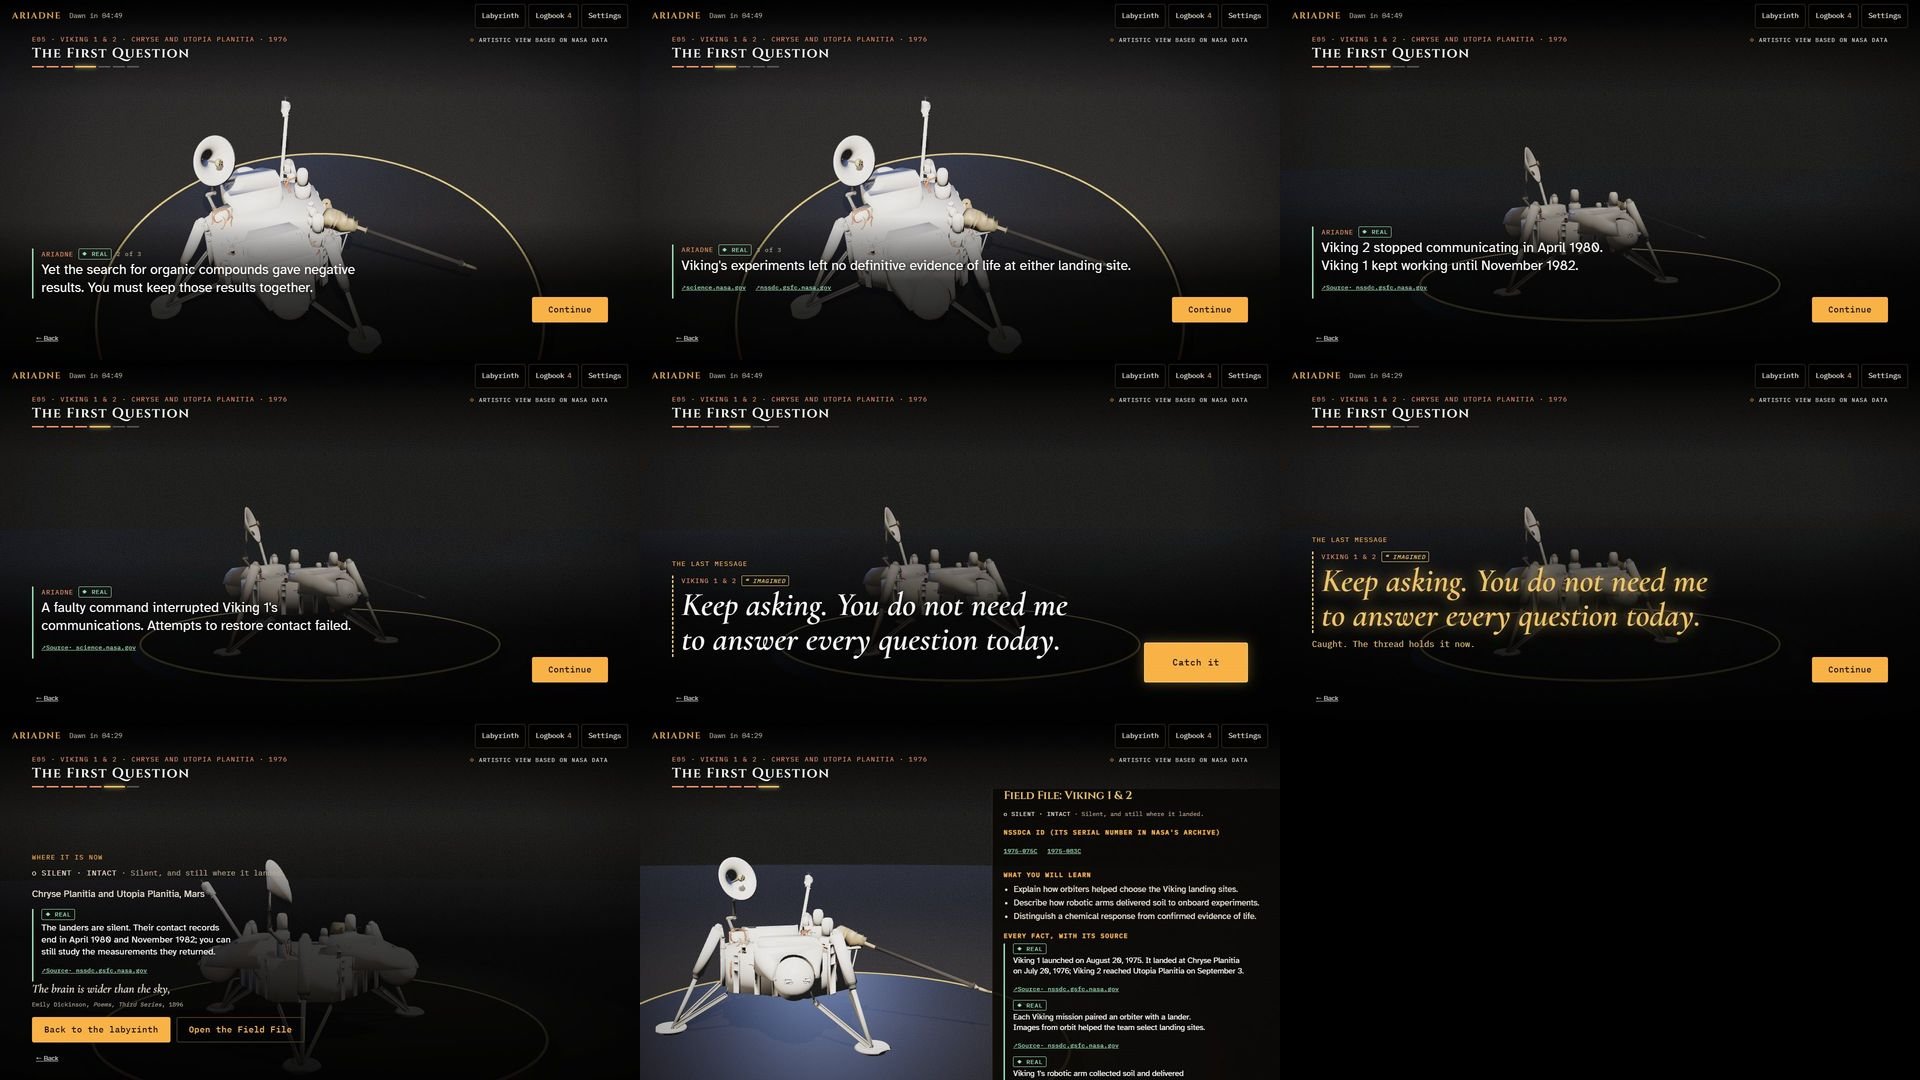 ARIADNE Dawn in 04:49 Labyrinth Logbook 4 Settings
E05 · VIKING 1 & 2 · CHRYSE AND UTOPIA PLANITIA · 1976
◇ ARTISTIC VIEW BASED ON NASA DATA
The First Question
ARIADNE ◆ REAL 2 of 3
Yet the search for organic compounds gave negative
results. You must keep those results together.
Continue
← Back
ARIADNE Dawn in 04:49 Labyrinth Logbook 4 Settings
E05 · VIKING 1 & 2 · CHRYSE AND UTOPIA PLANITIA · 1976
◇ ARTISTIC VIEW BASED ON NASA DATA
The First Question
ARIADNE ◆ REAL 3 of 3
Viking's experiments left no definitive evidence of life at either landing site.
↗science.nasa.gov ↗nssdc.gsfc.nasa.gov
Continue
← Back
ARIADNE Dawn in 04:49 Labyrinth Logbook 4 Settings
E05 · VIKING 1 & 2 · CHRYSE AND UTOPIA PLANITIA · 1976
◇ ARTISTIC VIEW BASED ON NASA DATA
The First Question
ARIADNE ◆ REAL
Viking 2 stopped communicating in April 1980.
Viking 1 kept working until November 1982.
↗Source· nssdc.gsfc.nasa.gov
Continue
← Back
ARIADNE Dawn in 04:49 Labyrinth Logbook 4 Settings
E05 · VIKING 1 & 2 · CHRYSE AND UTOPIA PLANITIA · 1976
◇ ARTISTIC VIEW BASED ON NASA DATA
The First Question
ARIADNE ◆ REAL
A faulty command interrupted Viking 1's
communications. Attempts to restore contact failed.
↗Source· science.nasa.gov
Continue
← Back
ARIADNE Dawn in 04:49 Labyrinth Logbook 4 Settings
E05 · VIKING 1 & 2 · CHRYSE AND UTOPIA PLANITIA · 1976
◇ ARTISTIC VIEW BASED ON NASA DATA
The First Question
THE LAST MESSAGE
VIKING 1 & 2 ❝ IMAGINED
Keep asking. You do not need me
to answer every question today.
Catch it
← Back
ARIADNE Dawn in 04:29 Labyrinth Logbook 4 Settings
E05 · VIKING 1 & 2 · CHRYSE AND UTOPIA PLANITIA · 1976
◇ ARTISTIC VIEW BASED ON NASA DATA
The First Question
THE LAST MESSAGE
VIKING 1 & 2 ❝ IMAGINED
Keep asking. You do not need me
to answer every question today.
Caught. The thread holds it now.
Continue
← Back
ARIADNE Dawn in 04:29 Labyrinth Logbook 4 Settings
E05 · VIKING 1 & 2 · CHRYSE AND UTOPIA PLANITIA · 1976
◇ ARTISTIC VIEW BASED ON NASA DATA
The First Question
WHERE IT IS NOW
o SILENT · INTACT · Silent, and still where it
Chryse Planitia and Utopia Planitia, Mars
◆ REAL
The landers are silent. Their contact records
end in April 1980 and November 1982; you can
still study the measurements they returned.
↗Source· nssdc.gsfc.nasa.gov
The brain is wider than the sky,
Emily Dickinson, Poems, Third Series, 1896
Back to the labyrinth Open the Field File
← Back
ARIADNE Dawn in 04:29 Labyrinth Logbook 4 Settings
E05 · VIKING 1 & 2 · CHRYSE AND UTOPIA PLANITIA · 1976
◇ ARTISTIC VIEW BASED ON NASA DATA
The First Question
Field File: Viking 1 & 2
o SILENT · INTACT · Silent, and still where it landed.
NSSDCA ID (ITS SERIAL NUMBER IN NASA'S ARCHIVE)
1975-075C 1975-083C
WHAT YOU WILL LEARN
• Explain how orbiters helped choose the Viking landing sites.
• Describe how robotic arms delivered soil to onboard experiments.
• Distinguish a chemical response from confirmed evidence of life.
EVERY FACT, WITH ITS SOURCE
◆ REAL
Viking 1 launched on August 20, 1975. It landed at Chryse Planitia
on July 20, 1976; Viking 2 reached Utopia Planitia on September 3.
↗Source· nssdc.gsfc.nasa.gov
◆ REAL
Each Viking mission paired an orbiter with a lander.
Images from orbit helped the team select landing sites.
↗Source· nssdc.gsfc.nasa.gov
◆ REAL
Viking 1's robotic arm collected soil and delivered